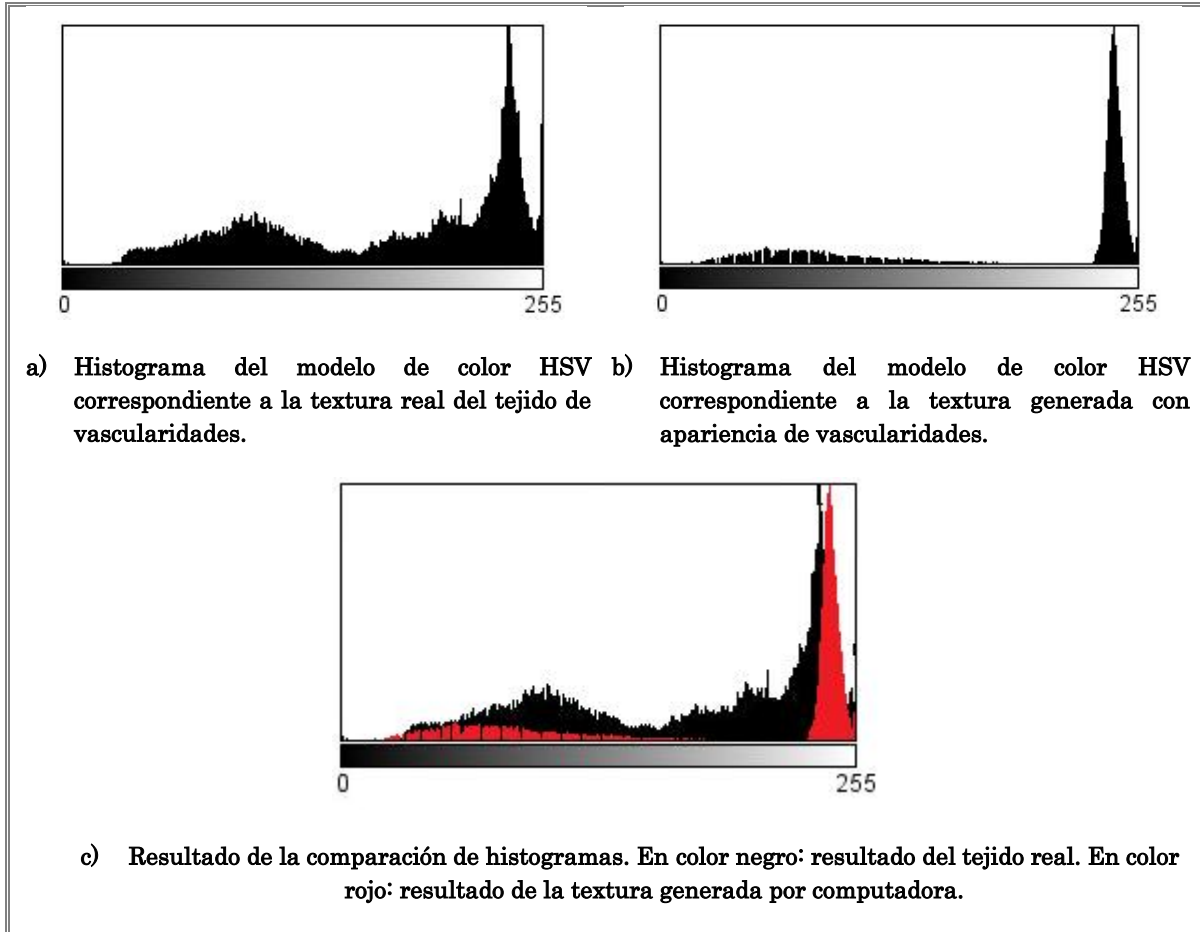 0 255
0 255
a) Histograma del modelo de color HSV
correspondiente a la textura real del tejido de
vascularidades.
b) Histograma del modelo de color HSV
correspondiente a la textura generada con
apariencia de vascularidades.
0 255
c) Resultado de la comparación de histogramas. En color negro: resultado del tejido real. En color
rojo: resultado de la textura generada por computadora.